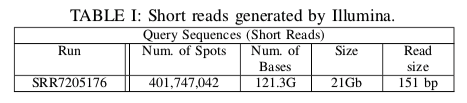 TABLE I: Short reads generated by Illumina.
Query Sequences (Short Reads)
Run Num. of Spots Num. of Size Read
Bases size
SRR7205176 401,747,042 121.3G 21Gb 151 bp